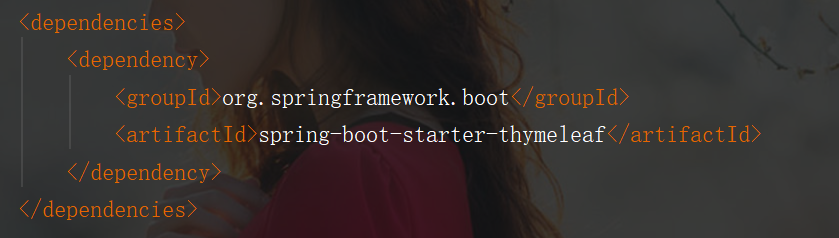 <dependencies>
<dependency>
<groupId>org.springframework.boot</groupId>
<artifactId>spring-boot-starter-thymeleaf</artifactId>
</dependency>
</dependencies>